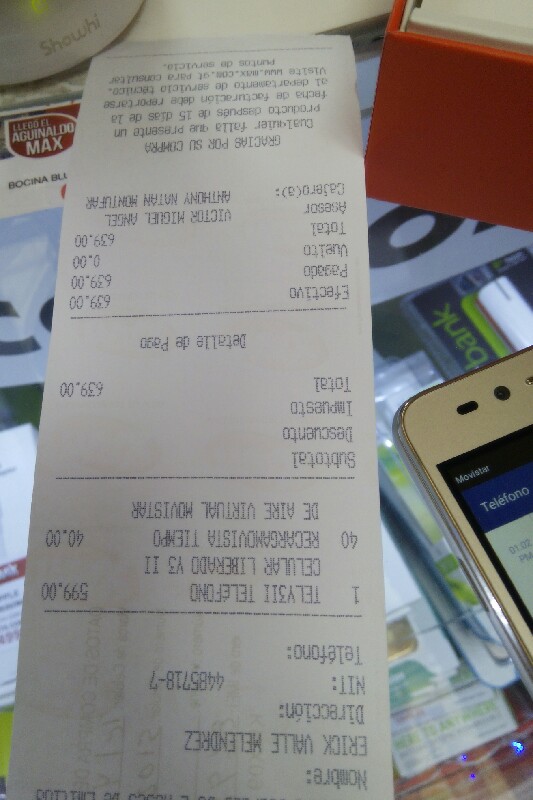 Nombre:
ERICK VALLE MELENDREZ
Dirección:
NIT: 4485718-7
Teléfono:
1 TELY3II TELEFONO 599.00
CELULAR LIBERADO Y3 II
40 RECARGAMOVISTA TIEMPO 40.00
DE AIRE VIRTUAL MOVISTAR
Subtotal
Descuento
Impuesto
Total 639.00
Detalle de Pago
Efectivo 639.00
Pagado 639.00
Vuelto 0.00
Total 639.00
Asesor VICTOR MIGUEL ANGEL
Cajero(a): ANTHONY NATAN MONTUFAR
GRACIAS POR SU COMPRA
Cualquier falla que presente un
producto después de 15 días de la
fecha de facturación debe reportarse
al departamento de servicio técnico.
Visite www.max.com.gt para consultar
puntos de servicio.
Showhi
LLEGÓ EL
AGUINALDO
MAX
BOCINA BLU
bank
Movistar
Teléfono
01:02
PM